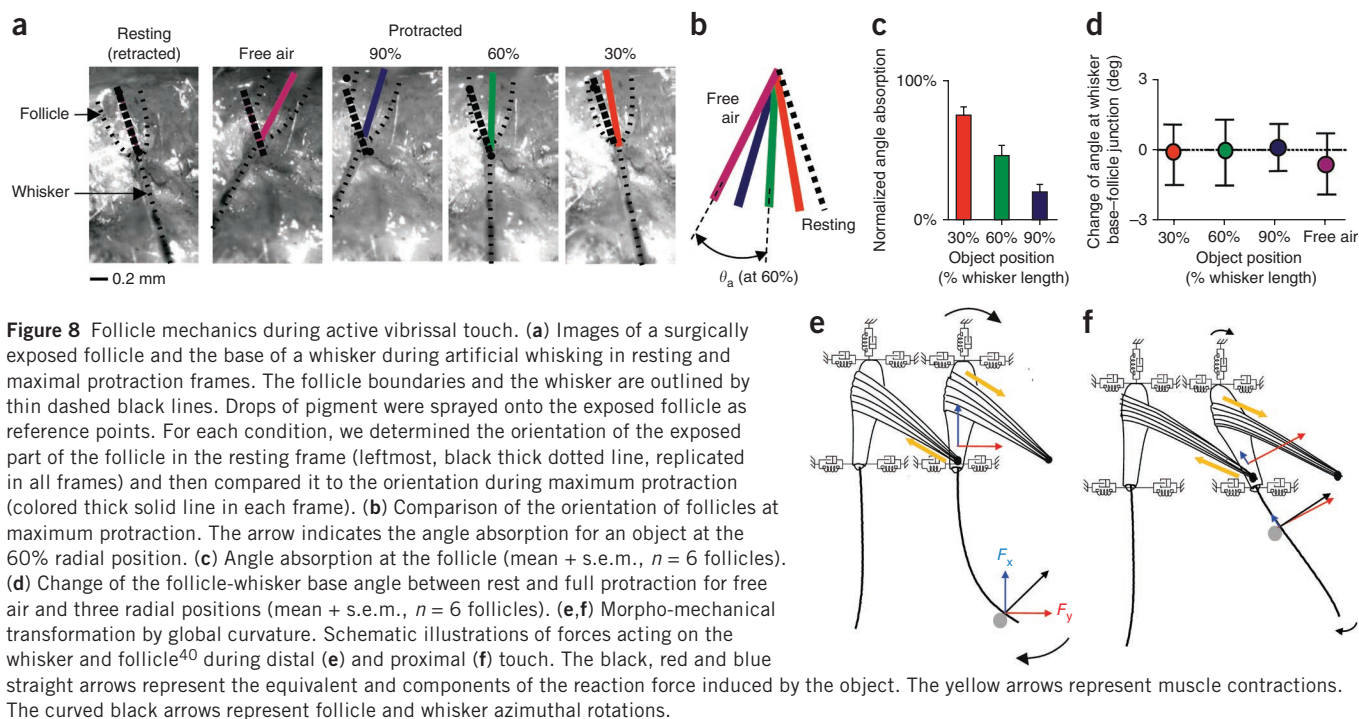 a
Resting
(retracted)
Protracted
Free air
90%
60%
30%
Follicle
Whisker
0.2 mm
b
Free
air
Resting
θa (at 60%)
c
Normalized angle absorption
100%
0%
30% 60% 90%
Object position
(% whisker length)
d
Change of angle at whisker
base–follicle junction (deg)
3
0
–3
30% 60% 90% Free air
Object position
(% whisker length)
Figure 8 Follicle mechanics during active vibrissal touch. (a) Images of a surgically
exposed follicle and the base of a whisker during artificial whisking in resting and
maximal protraction frames. The follicle boundaries and the whisker are outlined by
thin dashed black lines. Drops of pigment were sprayed onto the exposed follicle as
reference points. For each condition, we determined the orientation of the exposed
part of the follicle in the resting frame (leftmost, black thick dotted line, replicated
in all frames) and then compared it to the orientation during maximum protraction
(colored thick solid line in each frame). (b) Comparison of the orientation of follicles at
maximum protraction. The arrow indicates the angle absorption for an object at the
60% radial position. (c) Angle absorption at the follicle (mean + s.e.m., n = 6 follicles).
(d) Change of the follicle-whisker base angle between rest and full protraction for free
air and three radial positions (mean + s.e.m., n = 6 follicles). (e,f) Morpho-mechanical
transformation by global curvature. Schematic illustrations of forces acting on the
whisker and follicle40 during distal (e) and proximal (f) touch. The black, red and blue
straight arrows represent the equivalent and components of the reaction force induced by the object. The yellow arrows represent muscle contractions.
The curved black arrows represent follicle and whisker azimuthal rotations.
e
Fx
Fy
f